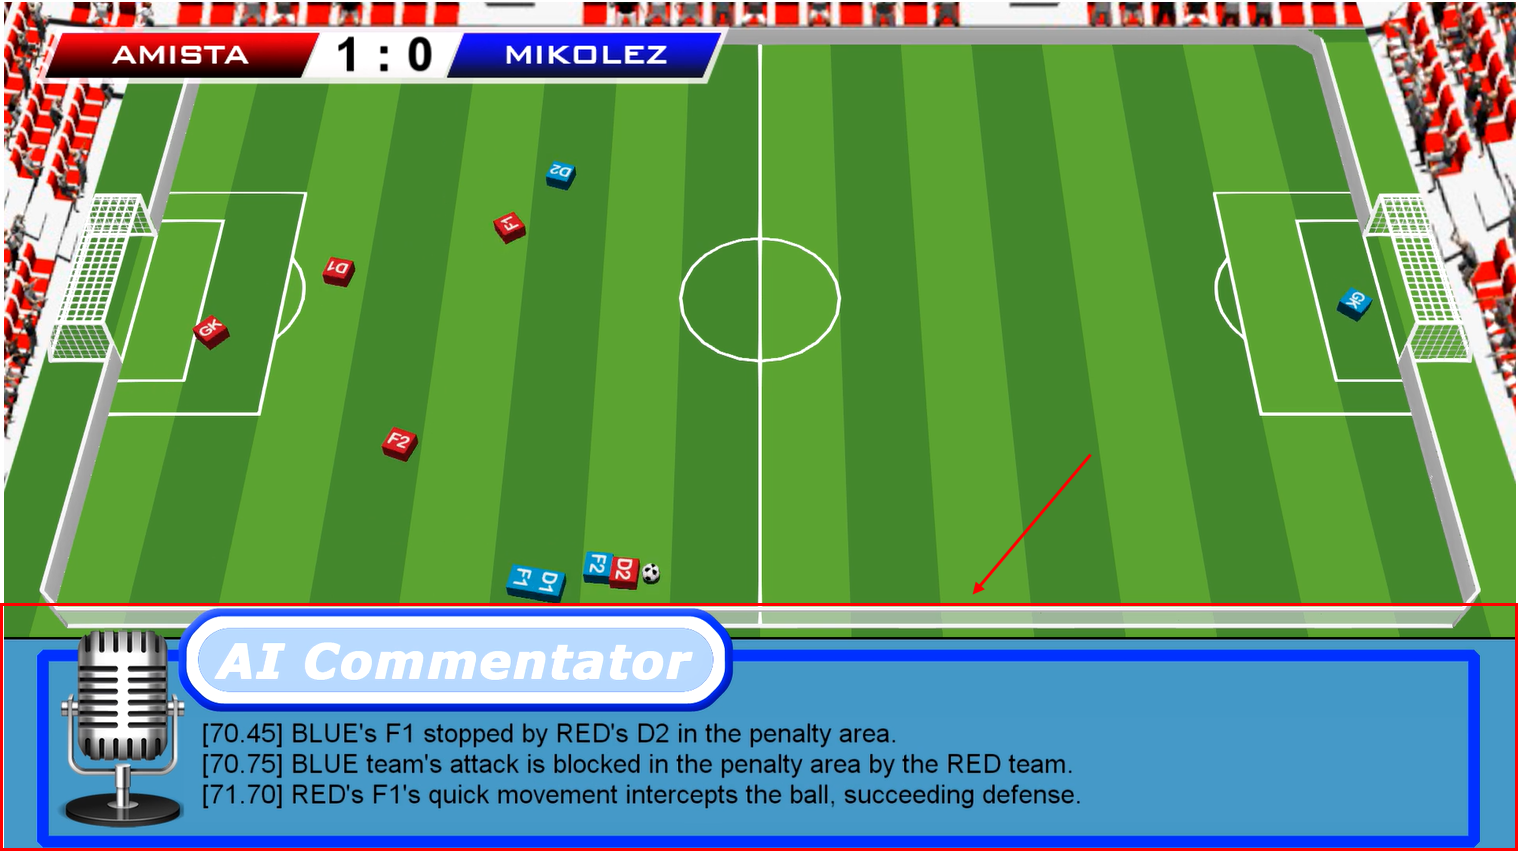 AMISTA 1 : 0 MIKOLEZ
D2
F1
D1
GK
GK
F2
F1 D1 F2 D2
AI Commentator
[70.45] BLUE's F1 stopped by RED's D2 in the penalty area.
[70.75] BLUE team's attack is blocked in the penalty area by the RED team.
[71.70] RED's F1's quick movement intercepts the ball, succeeding defense.